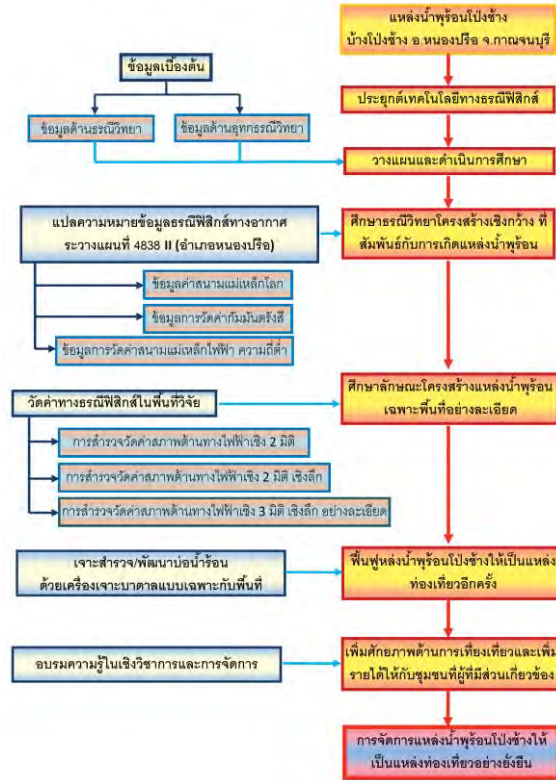 แหล่งน้ำพุร้อนโป่งช้าง
บ้างโป่งช้าง อ.หนองปรือ จ.กาญจนบุรี
ข้อมูลเบื้องต้น
ข้อมูลด้านธรณีวิทยา
ข้อมูลด้านอุทกธรณีวิทยา
ประยุกต์เทคโนโลยีทางธรณีฟิสิกส์
วางแผนและดำเนินการศึกษา
แปลความหมายข้อมูลธรณีฟิสิกส์ทางอากาศ
ระวางแผนที่ 4838 II (อำเภอหนองปรือ)
ศึกษาธรณีวิทยาโครงสร้างเชิงกว้าง ที่
สัมพันธ์กับการเกิดแหล่งน้ำพุร้อน
ข้อมูลค่าสนามแม่เหล็กโลก
ข้อมูลการวัดค่ากัมมันตรังสี
ข้อมูลการวัดค่าสนามแม่เหล็กไฟฟ้า ความถี่ต่ำ
วัดค่าทางธรณีฟิสิกส์ในพื้นที่วิจัย
ศึกษาลักษณะโครงสร้างแหล่งน้ำพุร้อน
เฉพาะพื้นที่อย่างละเอียด
การสำรวจวัดค่าสภาพต้านทางไฟฟ้าเชิง 2 มิติ
การสำรวจวัดค่าสภาพต้านทางไฟฟ้าเชิง 2 มิติ เชิงลึก
การสำรวจวัดค่าสภาพต้านทางไฟฟ้าเชิง 3 มิติ เชิงลึก อย่างละเอียด
เจาะสำรวจ/พัฒนาบ่อน้ำร้อน
ด้วยเครื่องเจาะบาดาลแบบเฉพาะกับพื้นที่
ฟื้นฟูหล่งน้ำพุร้อนโป่งช้างให้เป็นแหล่ง
ท่องเที่ยวอีกครั้ง
อบรมความรู้ในเชิงวิชาการและการจัดการ
เพิ่มศักยภาพด้านการเที่ยงเที่ยวและเพิ่ม
รายได้ให้กับชุมชนที่ผู้ที่มีส่วนเกี่ยวข้อง
การจัดการแหล่งน้ำพุร้อนโป่งช้างให้
เป็นแหล่งท่องเที่ยวอย่างยั่งยืน